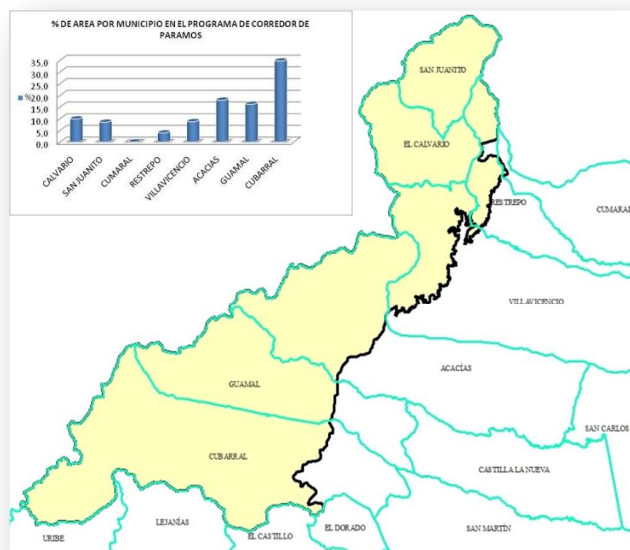 % DE AREA POR MUNICIPIO EN EL PROGRAMA DE CORREDOR DE
PARAMOS
35.0
30.0
25.0
20.0
15.0
10.0
5.0
0.0
%
CALVARIO
SAN JUANITO
CUMARAL
RESTREPO
VILLAVICENCIO
ACACIAS
GUAMAL
CUBARRAL
SAN JUANITO
EL CALVARIO
RESTREPO
CUMARAL
VILLAVICENCIO
ACACÍAS
GUAMAL
SAN CARLOS
CUBARRAL
CASTILLA LA NUEVA
LEJANÍAS
EL DORADO
SAN MARTÍN
URIBE
EL CASTILLO